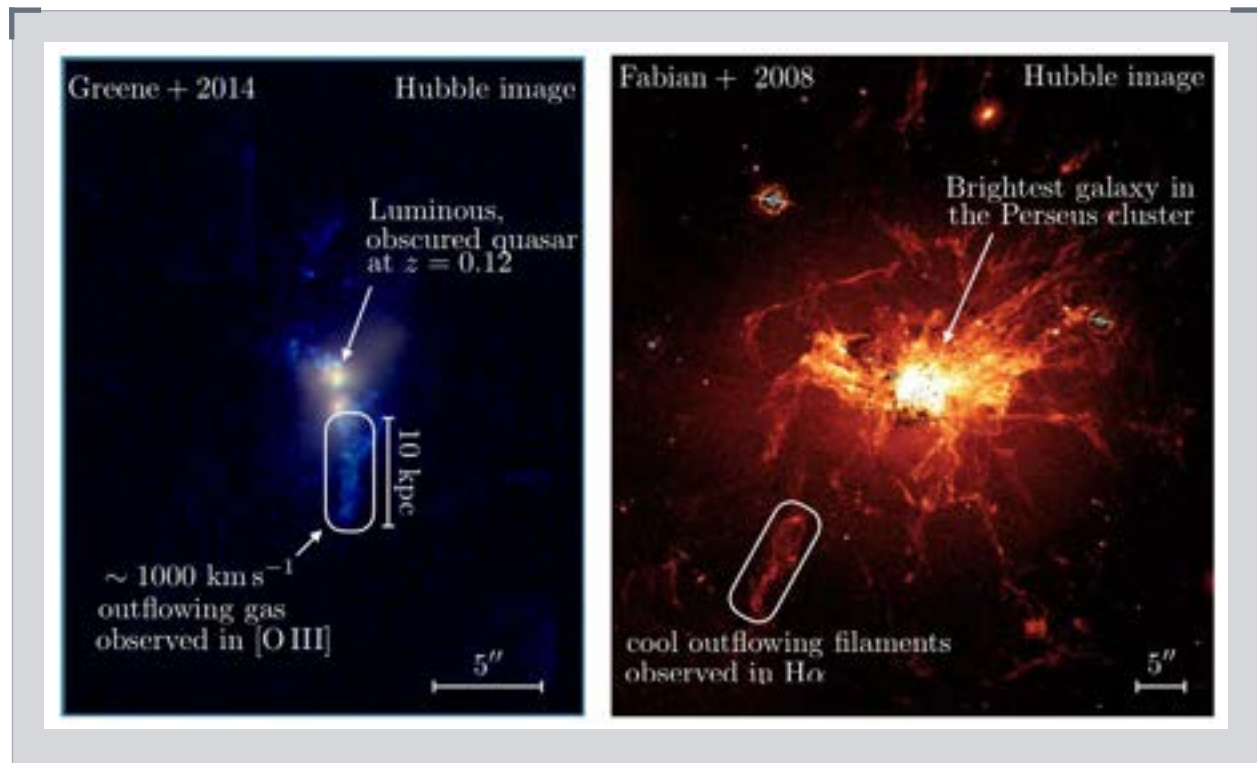 Greene + 2014
Hubble image
Luminous,
obscured quasar
at z = 0.12
10 kpc
∼ 1000 km s⁻¹
outflowing gas
observed in [O III]
5″
Fabian + 2008
Hubble image
Brightest galaxy in
the Perseus cluster
cool outflowing filaments
observed in Hα
5″